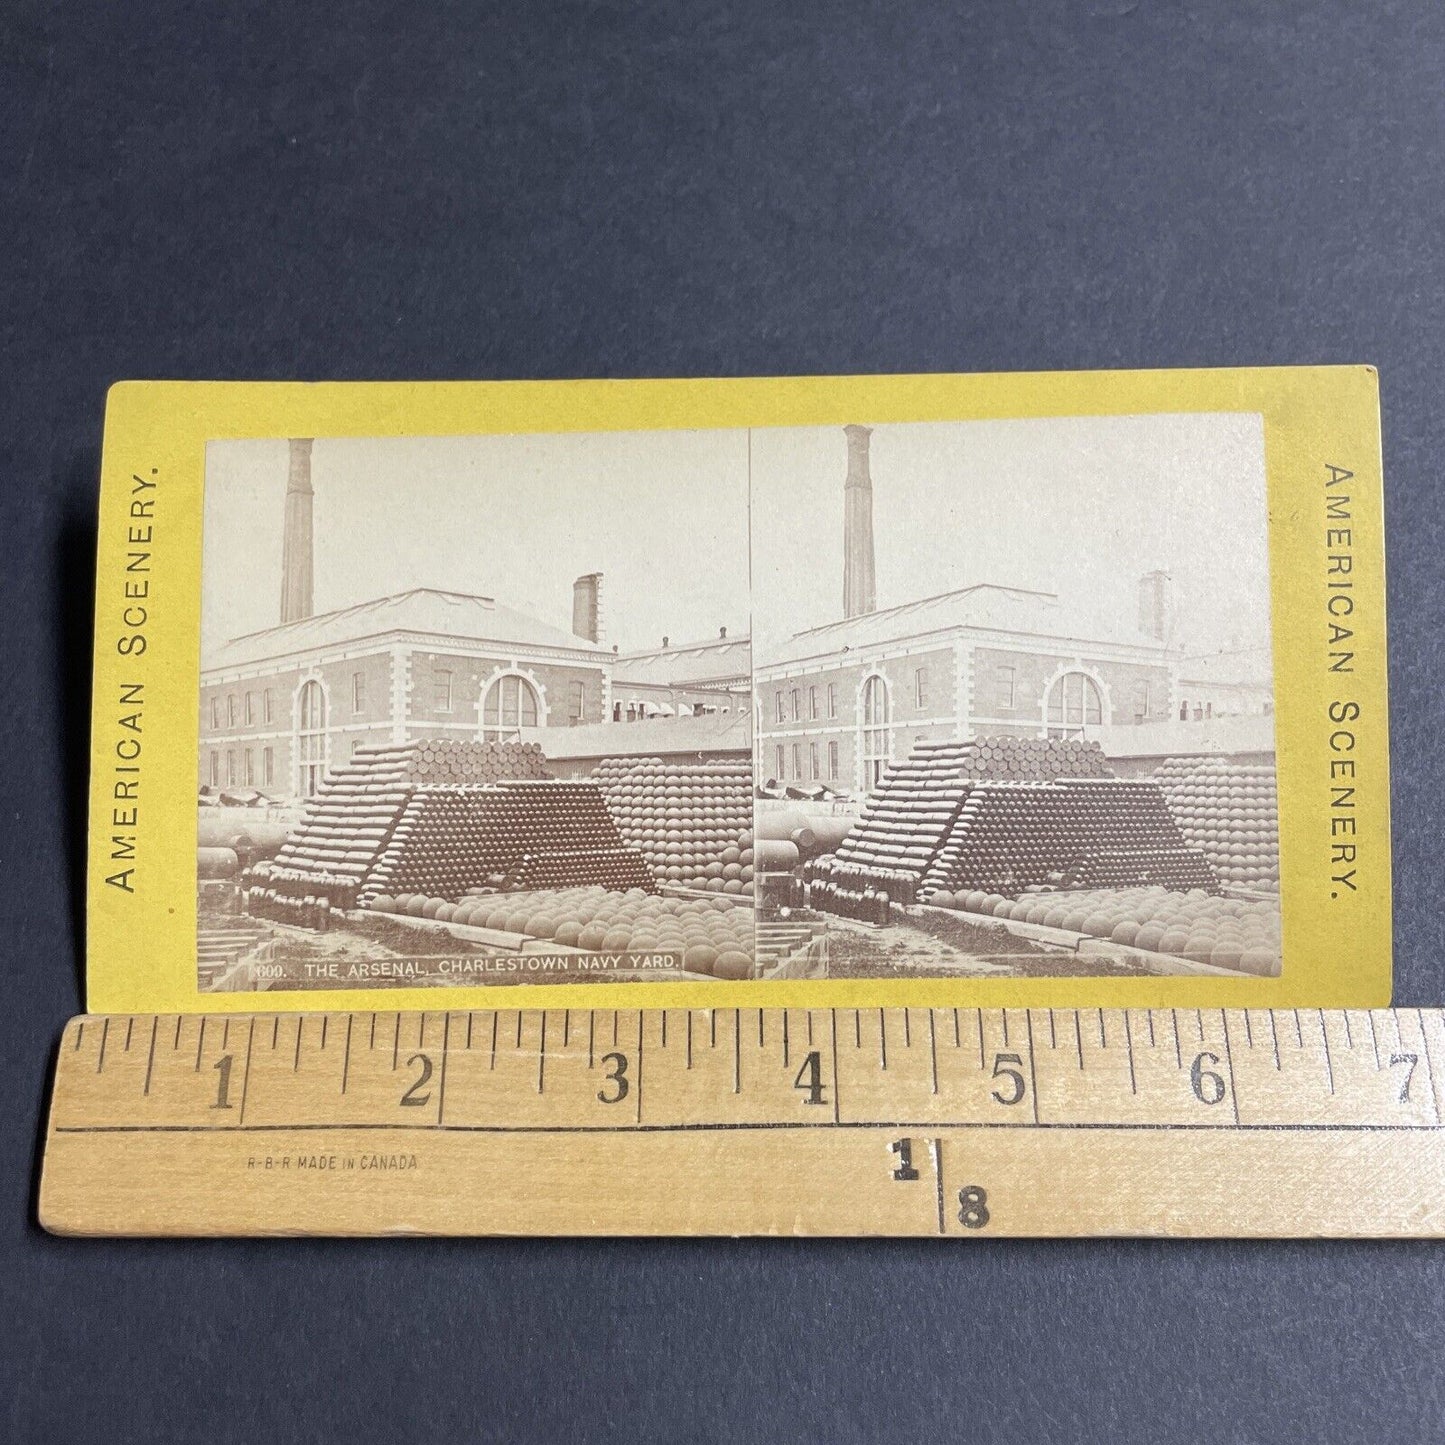 AMERICAN SCENERY.
AMERICAN SCENERY.
600. THE ARSENAL, CHARLESTOWN NAVY YARD.
1 2 3 4 5 6 7
R-B-R MADE IN CANADA
1
8